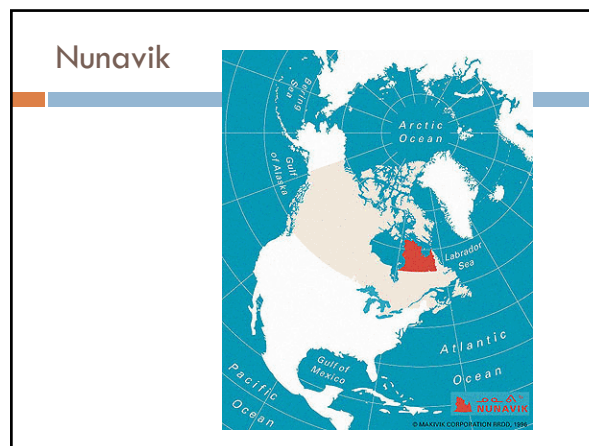 Nunavik
Bering
Sea
Arctic
Ocean
Gulf
of Alaska
Labrador
Sea
Atlantic
Ocean
Gulf of
Mexico
Pacific
Ocean
NUNAVIK
© MAKIVIK CORPORATION RRDD, 1996